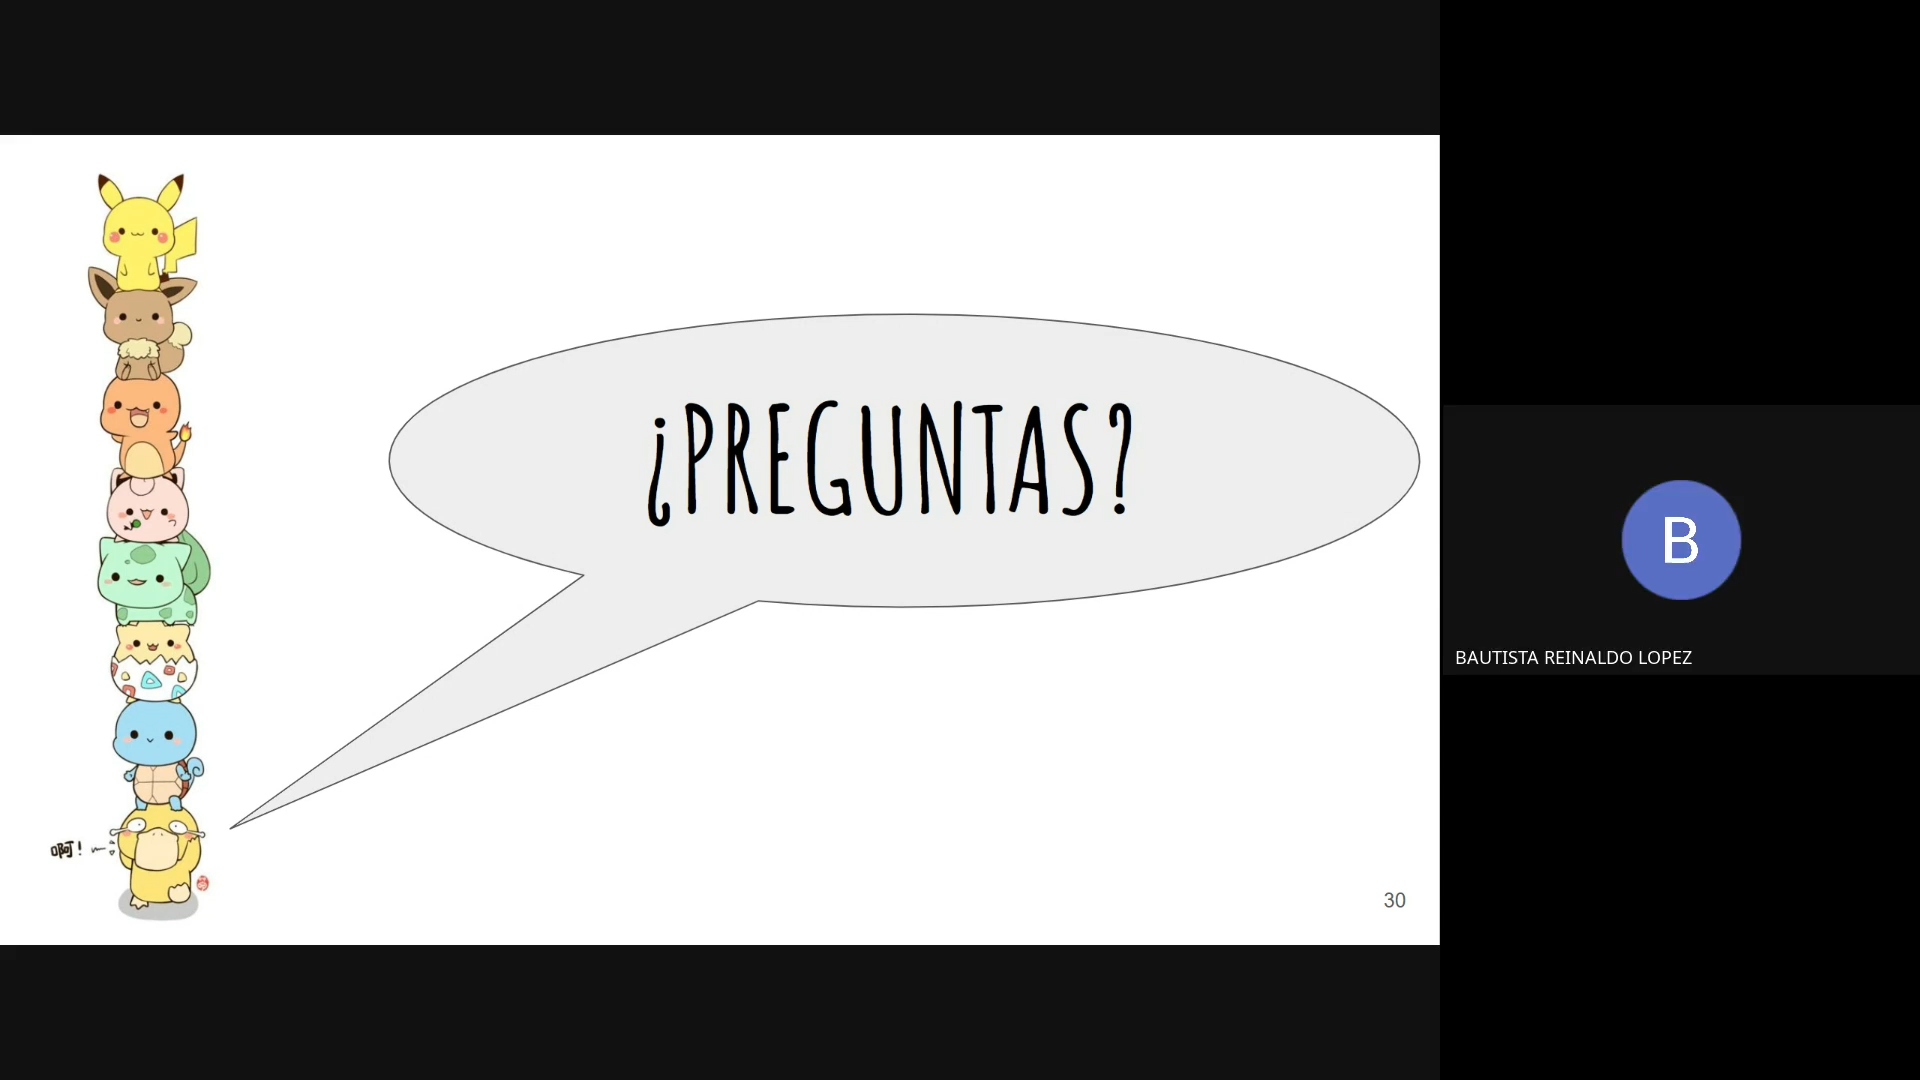 ¿PREGUNTAS?
啊!
30
B
BAUTISTA REINALDO LOPEZ